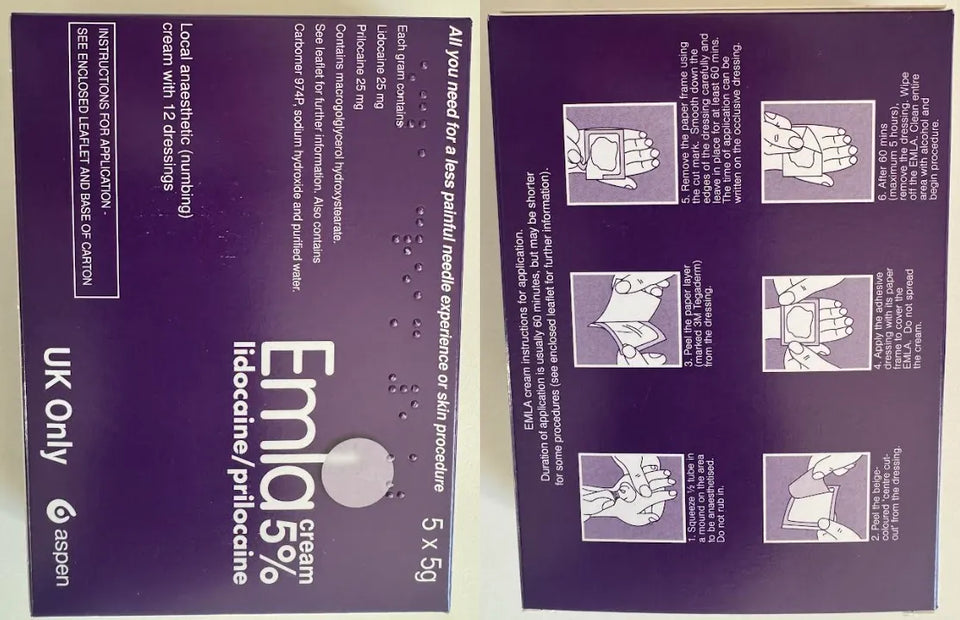 All you need for a less painful needle experience or skin procedure
5 x 5g
Each gram contains
Lidocaine 25 mg
Prilocaine 25 mg
Contains macrogolglycerol hydroxystearate.
See leaflet for further information. Also contains
Carbomer 974P, sodium hydroxide and purified water.
Emla cream
5%
lidocaine/prilocaine
Local anaesthetic (numbing)
cream with 12 dressings
INSTRUCTIONS FOR APPLICATION -
SEE ENCLOSED LEAFLET AND BASE OF CARTON
UK Only
aspen
EMLA cream instructions for application.
Duration of application is usually 60 minutes, but may be shorter
for some procedures (see enclosed leaflet for further information).
1. Squeeze ½ tube in
a mound on the area
to be anaesthetised.
Do not rub in.
2. Peel the beige-
coloured 'centre cut-
out' from the dressing.
3. Peel the paper layer
(marked 3M Tegaderm)
from the dressing.
4. Apply the adhesive
dressing with its paper
frame to cover the
EMLA. Do not spread
the cream.
5. Remove the paper frame using
the cut mark. Smooth down the
edges of the dressing carefully and
leave in place for at least 60 mins.
The time of application can be
written on the occlusive dressing.
6. After 60 mins
(maximum 5 hours),
remove the dressing. Wipe
off the EMLA. Clean entire
area with alcohol and
begin procedure.